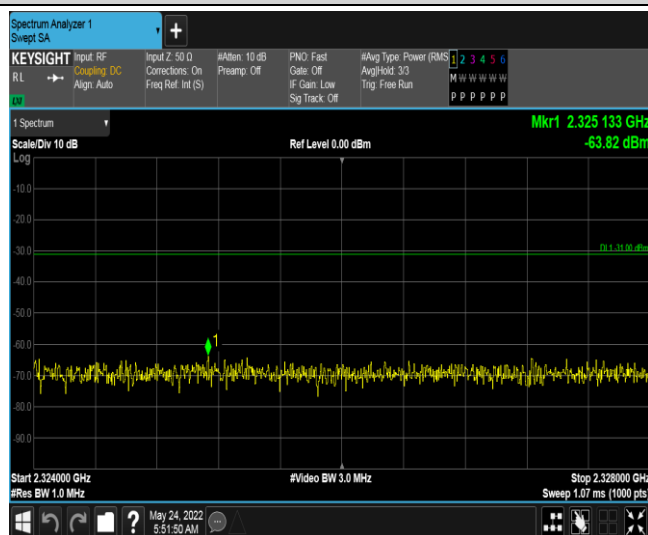 Spectrum Analyzer 1
Swept SA
KEYSIGHT
RL
Input: RF
Coupling: DC
Align: Auto
Input Z: 50 Ω
Corrections: On
Freq Ref: Int (S)
#Atten: 10 dB
Preamp: Off
PNO: Fast
Gate: Off
IF Gain: Low
Sig Track: Off
#Avg Type: Power (RMS
Avg|Hold: 3/3
Trig: Free Run
1 2 3 4 5 6
M W W W W W
P P P P P P
1 Spectrum
Scale/Div 10 dB
Ref Level 0.00 dBm
Mkr1 2.325 133 GHz
-63.82 dBm
Log
-10.0
-20.0
-30.0
DL1 -31.00 dBm
-40.0
-50.0
1
-60.0
-70.0
-80.0
-90.0
Start 2.324000 GHz
#Video BW 3.0 MHz
Stop 2.328000 GHz
#Res BW 1.0 MHz
Sweep 1.07 ms (1000 pts)
?
May 24, 2022
5:51:50 AM